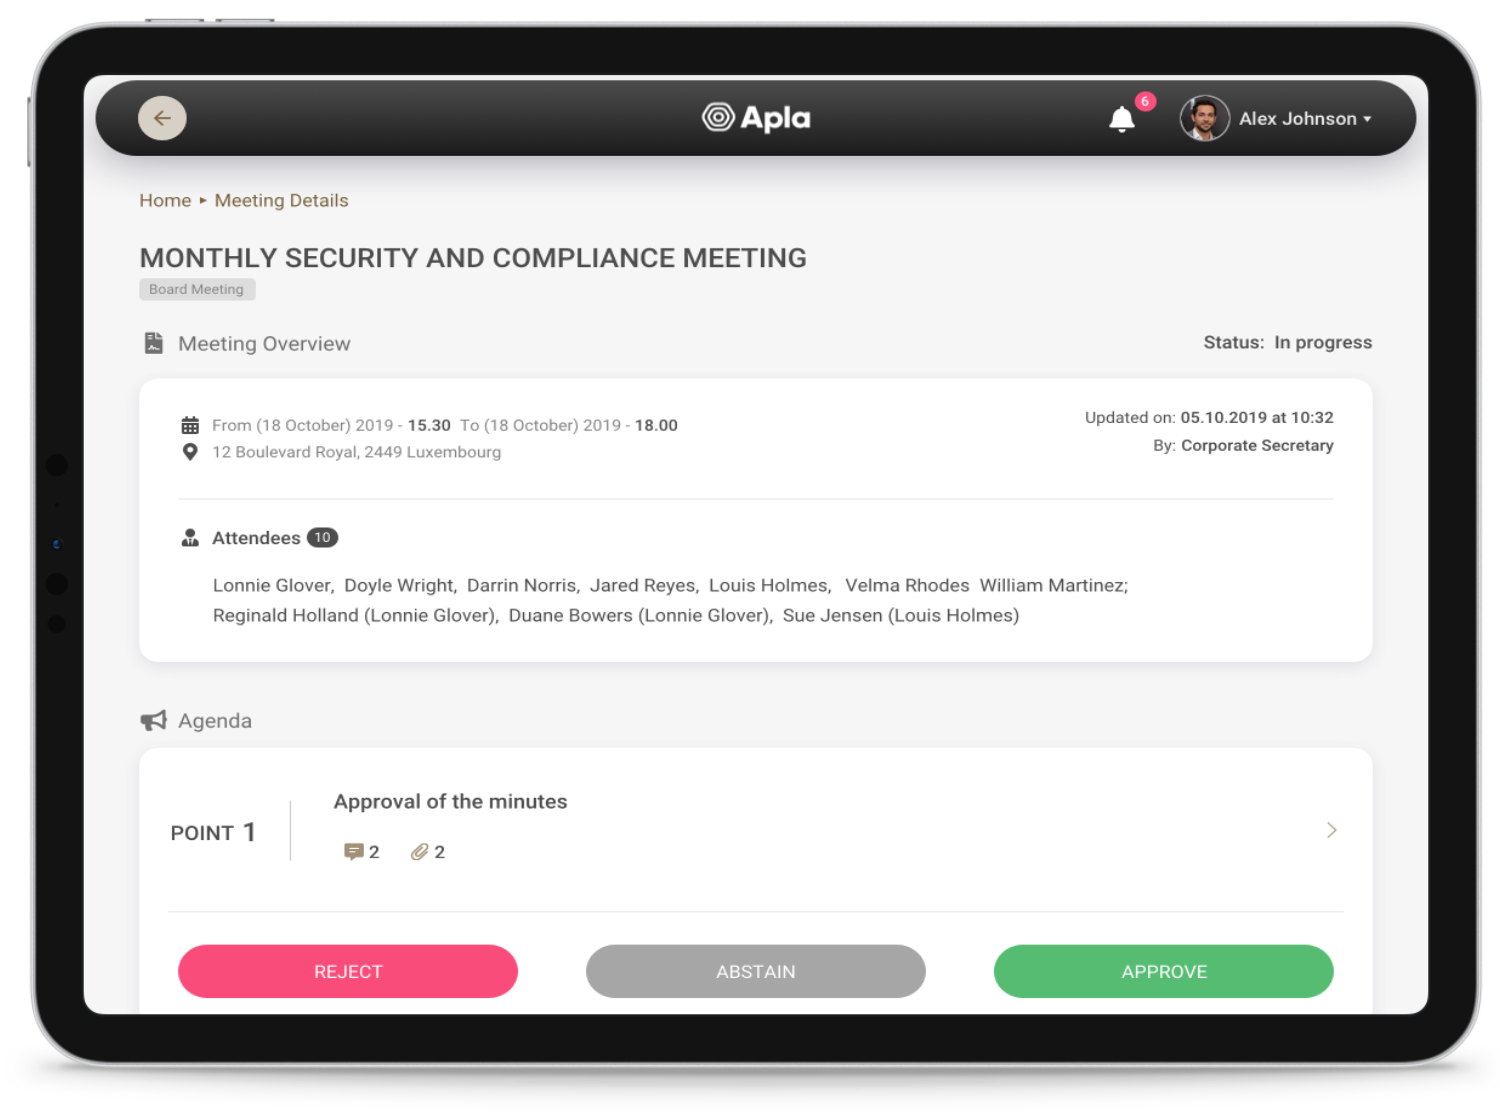 Apla
6
Alex Johnson
Home ▸ Meeting Details
MONTHLY SECURITY AND COMPLIANCE MEETING
Board Meeting
Meeting Overview
Status: In progress
From (18 October) 2019 - 15.30 To (18 October) 2019 - 18.00
Updated on: 05.10.2019 at 10:32
12 Boulevard Royal, 2449 Luxembourg
By: Corporate Secretary
Attendees 10
Lonnie Glover, Doyle Wright, Darrin Norris, Jared Reyes, Louis Holmes, Velma Rhodes William Martinez;
Reginald Holland (Lonnie Glover), Duane Bowers (Lonnie Glover), Sue Jensen (Louis Holmes)
Agenda
POINT 1
Approval of the minutes
2 2
REJECT
ABSTAIN
APPROVE